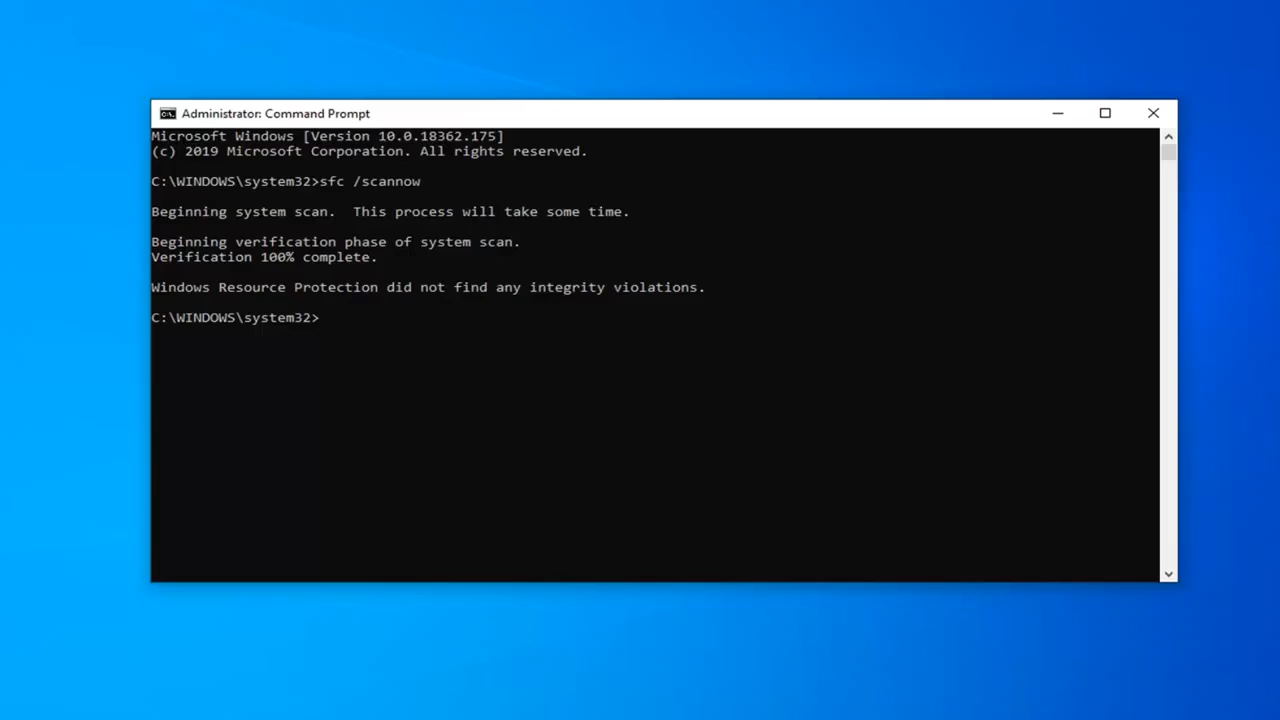 Administrator: Command Prompt
Microsoft Windows [Version 10.0.18362.175]
(c) 2019 Microsoft Corporation. All rights reserved.
C:\WINDOWS\system32>sfc /scannow
Beginning system scan.  This process will take some time.
Beginning verification phase of system scan.
Verification 100% complete.
Windows Resource Protection did not find any integrity violations.
C:\WINDOWS\system32>